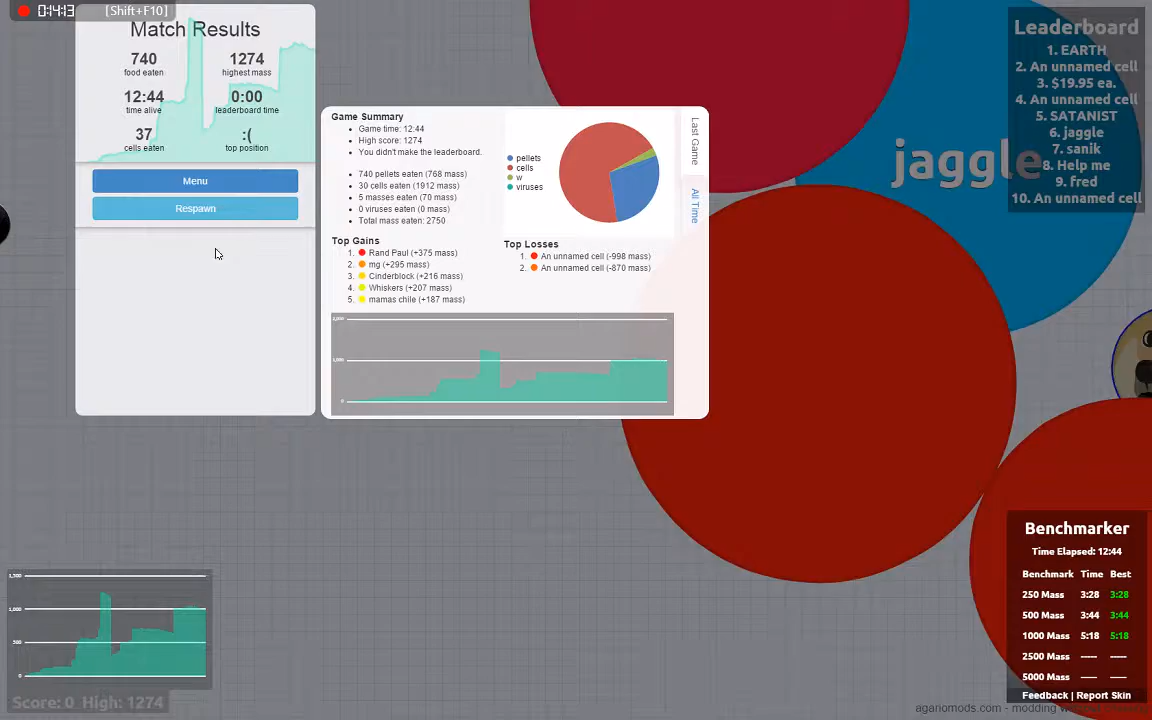 0:14:13 [Shift+F10]
Match Results
740 1274
food eaten highest mass
12:44 0:00
time alive leaderboard time
37 :(
cells eaten top position
Menu
Respawn
Game Summary
Game time: 12:44
High score: 1274
You didn't make the leaderboard.
740 pellets eaten (768 mass)
30 cells eaten (1912 mass)
5 masses eaten (70 mass)
0 viruses eaten (0 mass)
Total mass eaten: 2750
pellets
cells
w
viruses
Last Game
All Time
Top Gains
1. Rand Paul (+375 mass)
2. mg (+295 mass)
3. Cinderblock (+216 mass)
4. Whiskers (+207 mass)
5. mamas chile (+187 mass)
Top Losses
1. An unnamed cell (-998 mass)
2. An unnamed cell (-870 mass)
jaggle
Leaderboard
1. EARTH
2. An unnamed cell
3. $19.95 ea.
4. An unnamed cell
5. SATANIST
6. jaggle
7. sanik
8. Help me
9. fred
10. An unnamed cell
1,500
1,000
500
0
Score: 0 High: 1274
Benchmarker
Time Elapsed: 12:44
Benchmark Time Best
250 Mass 3:28 3:28
500 Mass 3:44 3:44
1000 Mass 5:18 5:18
2500 Mass ----- -----
5000 Mass ----- -----
Feedback | Report Skin
agariomods.com - modding